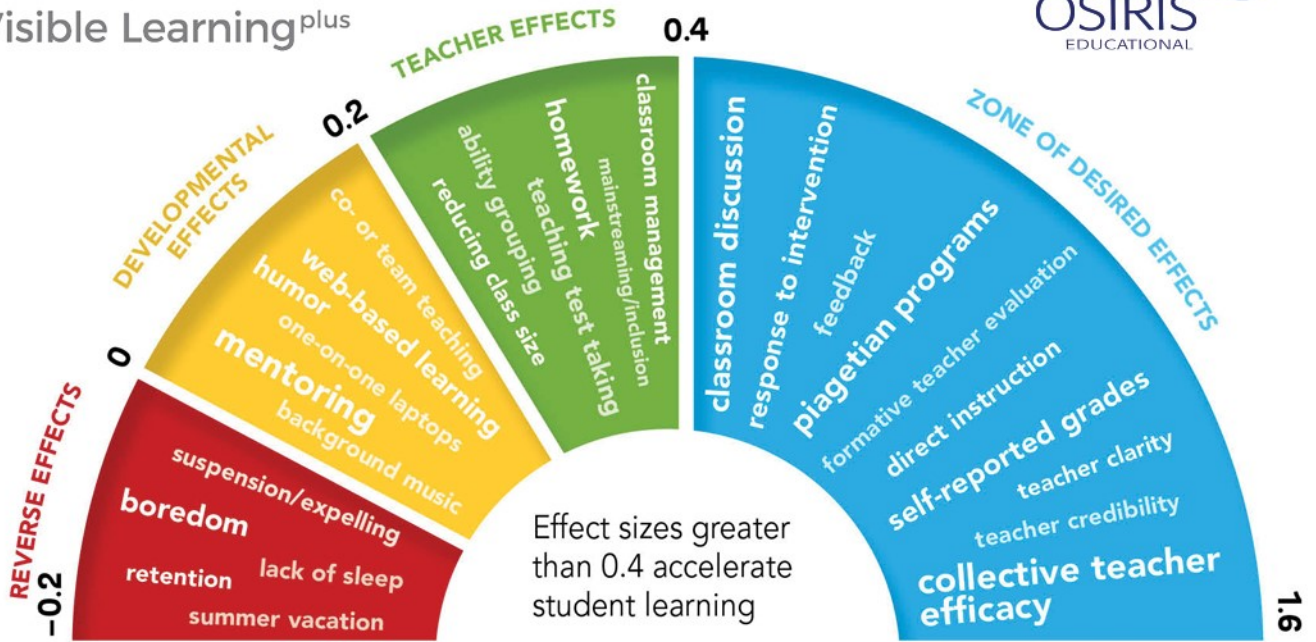 Visible Learningplus
OSIRIS
EDUCATIONAL
REVERSE EFFECTS
DEVELOPMENTAL
EFFECTS
TEACHER EFFECTS
ZONE OF DESIRED EFFECTS
-0.2
0
0.2
0.4
1.6
suspension/expelling
boredom
retention
lack of sleep
summer vacation
co- or team teaching
web-based learning
humor
one-on-one laptops
mentoring
background music
reducing class size
ability grouping
teaching test taking
homework
mainstreaming/inclusion
classroom management
classroom discussion
response to intervention
feedback
piagetian programs
formative teacher evaluation
direct instruction
self-reported grades
teacher clarity
teacher credibility
collective teacher
efficacy
Effect sizes greater
than 0.4 accelerate
student learning